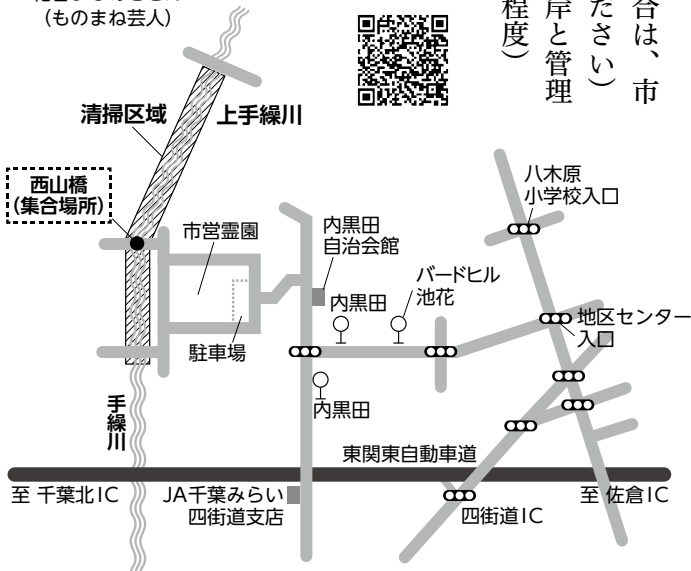 (ものまね芸人)
合は、市
ださい)
岸と管理
程度)
清掃区域
上手繰川
西山橋
(集合場所)
市営霊園
駐車場
内黒田
自治会館
内黒田
バードヒル
池花
八木原
小学校入口
地区センター
入口
内黒田
手繰川
東関東自動車道
至 千葉北IC
JA千葉みらい
四街道支店
四街道IC
至 佐倉IC